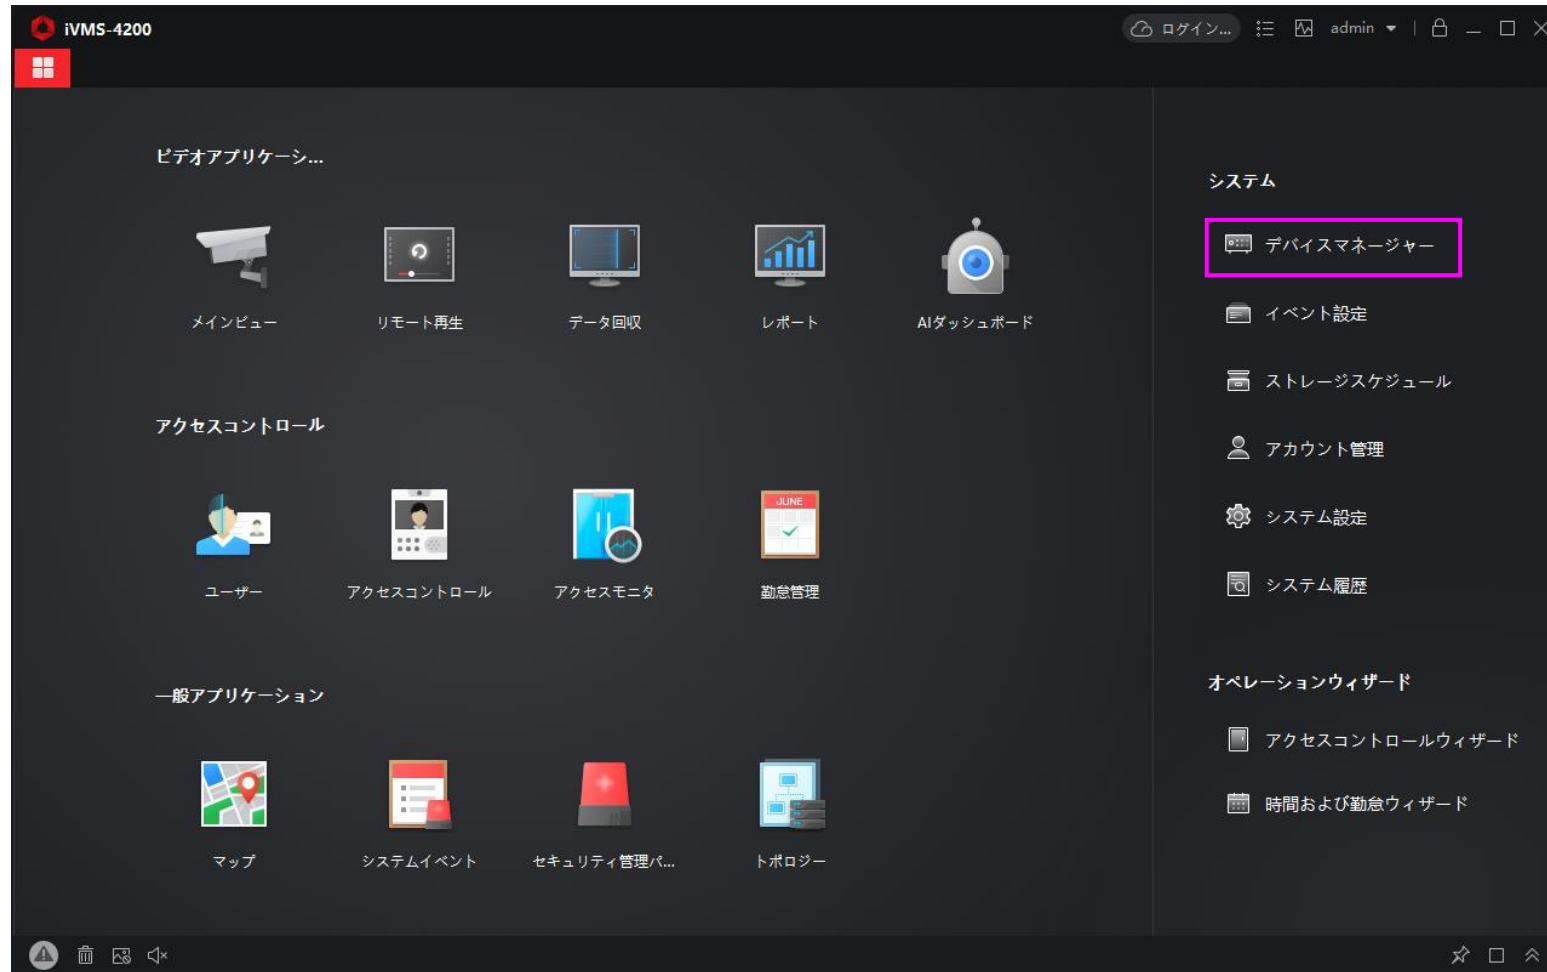 iVMS-4200
ログイン...
admin
ビデオアプリケーシ...
メインビュー
リモート再生
データ回収
レポート
AIダッシュボード
アクセスコントロール
JUNE
ユーザー
アクセスコントロール
アクセスモニタ
勤怠管理
一般アプリケーション
マップ
システムイベント
セキュリティ管理パ...
トポロジー
システム
デバイスマネージャー
イベント設定
ストレージスケジュール
アカウント管理
システム設定
システム履歴
オペレーションウィザード
アクセスコントロールウィザード
時間および勤怠ウィザード